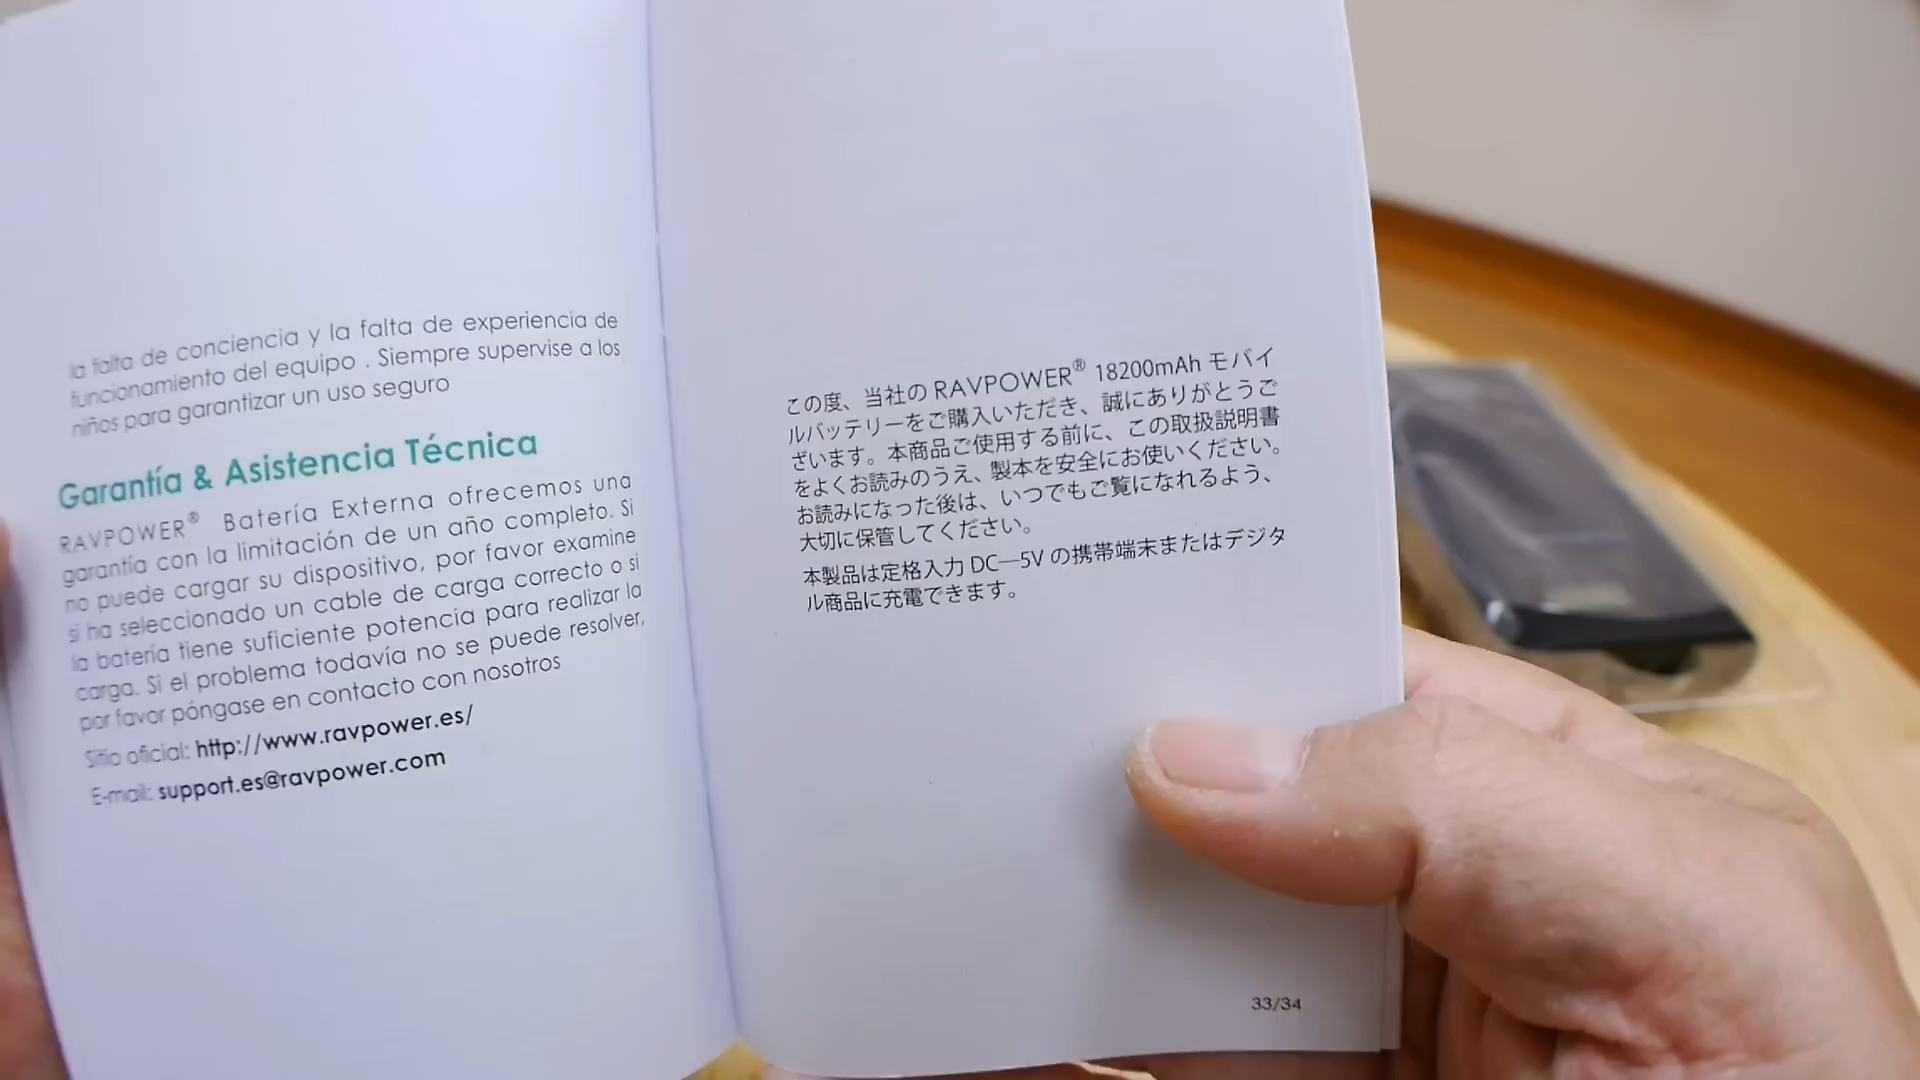 la falta de conciencia y la falta de experiencia de
funcionamiento del equipo . Siempre supervise a los
niños para garantizar un uso seguro
Garantía & Asistencia Técnica
RAVPOWER® Batería Externa ofrecemos una
garantía con la limitación de un año completo. Si
no puede cargar su dispositivo, por favor examine
si ha seleccionado un cable de carga correcto o si
la batería tiene suficiente potencia para realizar la
carga. Si el problema todavía no se puede resolver,
por favor póngase en contacto con nosotros
Sitio oficial: http://www.ravpower.es/
E-mail: support.es@ravpower.com
この度、当社の RAVPOWER® 18200mAh モバイ
ルバッテリーをご購入いただき、誠にありがとうご
ざいます。本商品ご使用する前に、この取扱説明書
をよくお読みのうえ、製本を安全にお使いください。
お読みになった後は、いつでもご覧になれるよう、
大切に保管してください。
本製品は定格入力 DC—5V の携帯端末またはデジタ
ル商品に充電できます。
33/34